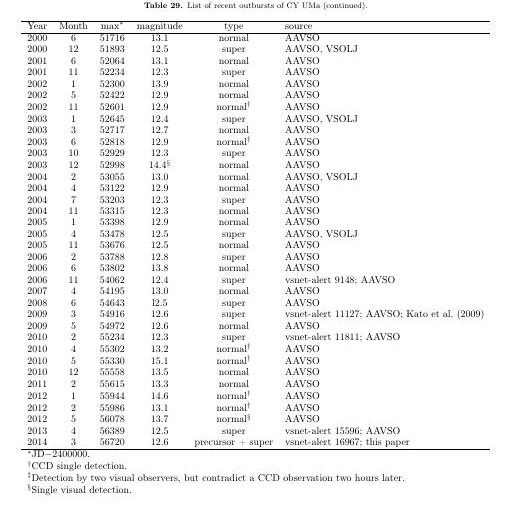 Table 29. List of recent outbursts of CY UMa (continued).
Year Month max* magnitude type source
2000 6 51716 13.1 normal AAVSO
2000 12 51893 12.5 super AAVSO, VSOLJ
2001 6 52064 13.1 normal AAVSO
2001 11 52234 12.3 super AAVSO
2002 1 52300 13.9 normal AAVSO
2002 5 52422 12.9 normal AAVSO
2002 11 52601 12.9 normal† AAVSO
2003 1 52645 12.4 super AAVSO, VSOLJ
2003 3 52717 12.7 normal AAVSO
2003 6 52818 12.9 normal† AAVSO
2003 10 52929 12.3 super AAVSO
2003 12 52998 14.4§ normal AAVSO
2004 2 53055 13.0 normal AAVSO, VSOLJ
2004 4 53122 12.9 normal AAVSO
2004 7 53203 12.3 super AAVSO
2004 11 53315 12.3 normal AAVSO
2005 1 53398 12.9 normal AAVSO
2005 4 53478 12.5 super AAVSO, VSOLJ
2005 11 53676 12.5 normal AAVSO
2006 2 53788 12.8 super AAVSO
2006 6 53802 13.8 normal AAVSO
2006 11 54062 12.4 super vsnet-alert 9148; AAVSO
2007 4 54195 13.0 normal AAVSO
2008 6 54643 12.5 super AAVSO
2009 3 54916 12.6 super vsnet-alert 11127; AAVSO; Kato et al. (2009)
2009 5 54972 12.6 normal AAVSO
2010 2 55234 12.3 super vsnet-alert 11811; AAVSO
2010 4 55302 13.2 normal† AAVSO
2010 5 55330 15.1 normal† AAVSO
2010 12 55558 13.5 normal AAVSO
2011 2 55615 13.3 normal AAVSO
2012 1 55944 14.6 normal† AAVSO
2012 2 55986 13.1 normal† AAVSO
2012 5 56078 13.7 normal§ AAVSO
2013 4 56389 12.5 super vsnet-alert 15596; AAVSO
2014 3 56720 12.6 precursor + super vsnet-alert 16967; this paper
*JD−2400000.
†CCD single detection.
‡Detection by two visual observers, but contradict a CCD observation two hours later.
§Single visual detection.